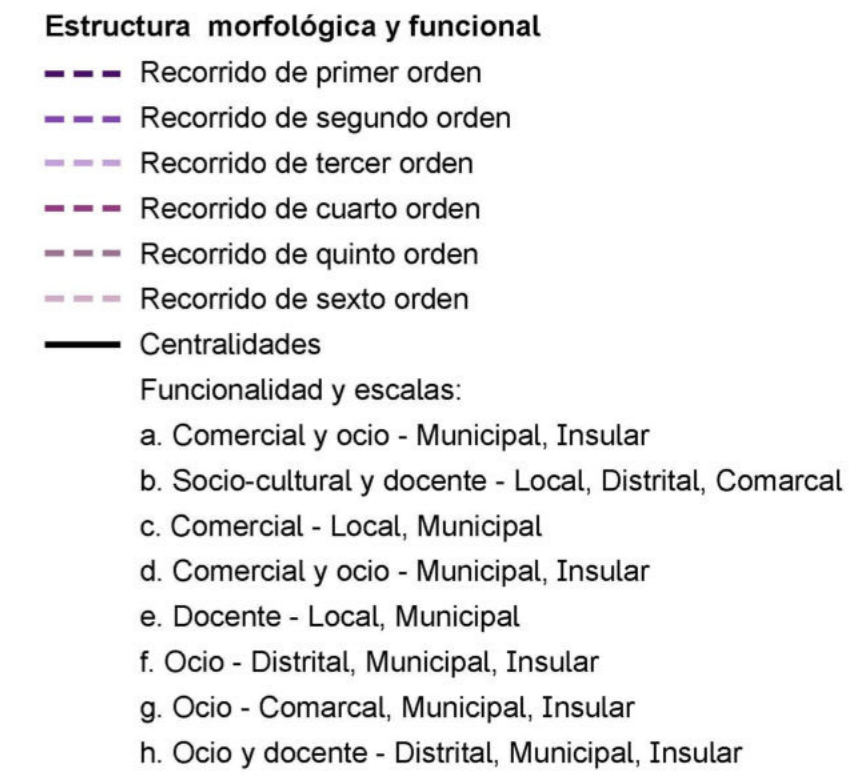 Estructura morfológica y funcional
Recorrido de primer orden
Recorrido de segundo orden
Recorrido de tercer orden
Recorrido de cuarto orden
Recorrido de quinto orden
Recorrido de sexto orden
Centralidades
Funcionalidad y escalas:
a. Comercial y ocio - Municipal, Insular
b. Socio-cultural y docente - Local, Distrital, Comarcal
c. Comercial - Local, Municipal
d. Comercial y ocio - Municipal, Insular
e. Docente - Local, Municipal
f. Ocio - Distrital, Municipal, Insular
g. Ocio - Comarcal, Municipal, Insular
h. Ocio y docente - Distrital, Municipal, Insular